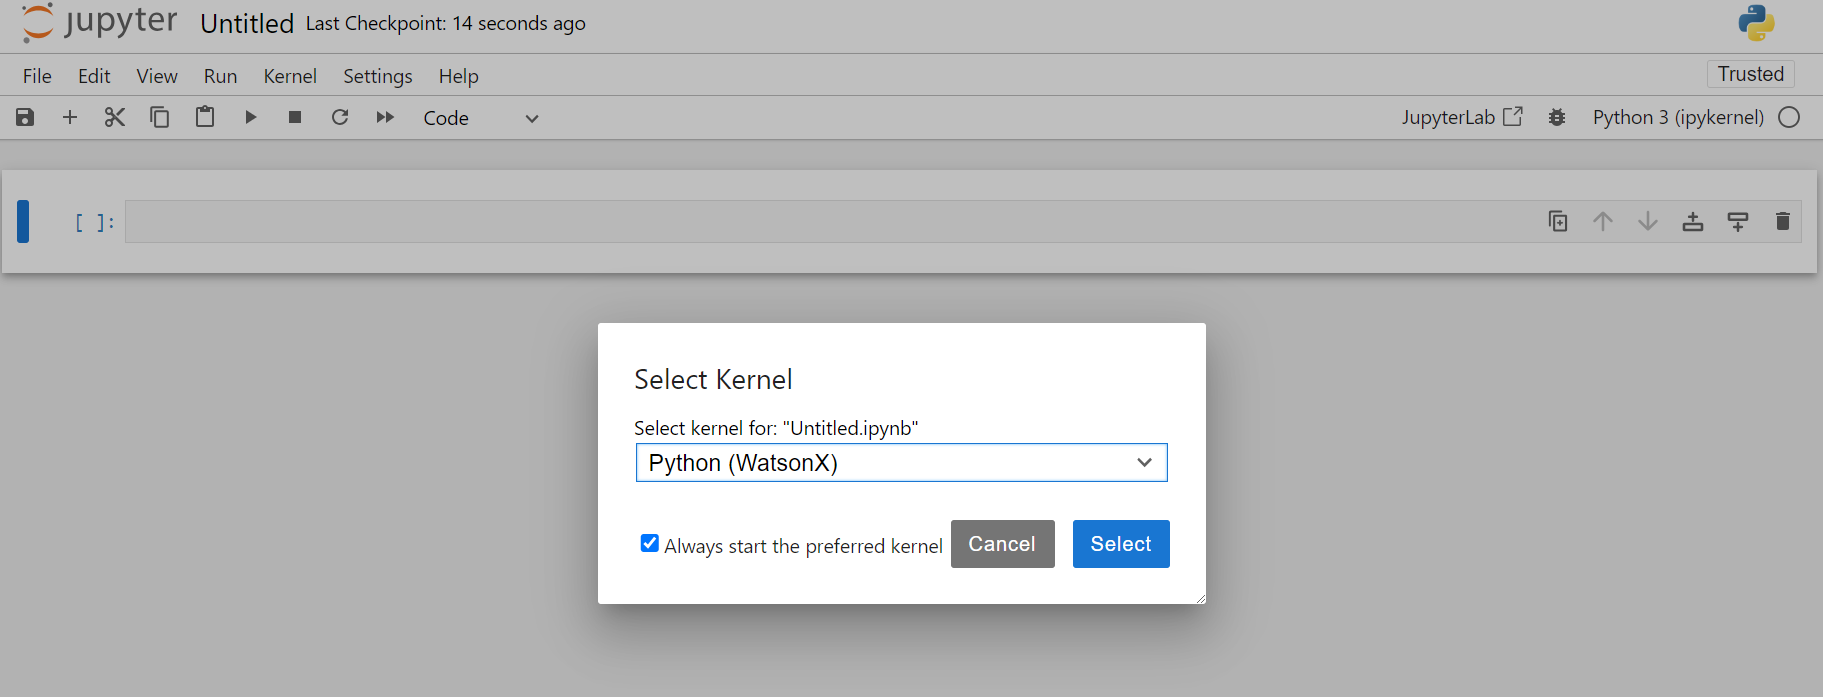 jupyter Untitled Last Checkpoint: 14 seconds ago
File Edit View Run Kernel Settings Help Trusted
Code JupyterLab Python 3 (ipykernel)
[ ]:
Select Kernel
Select kernel for: "Untitled.ipynb"
Python (WatsonX)
Always start the preferred kernel Cancel Select